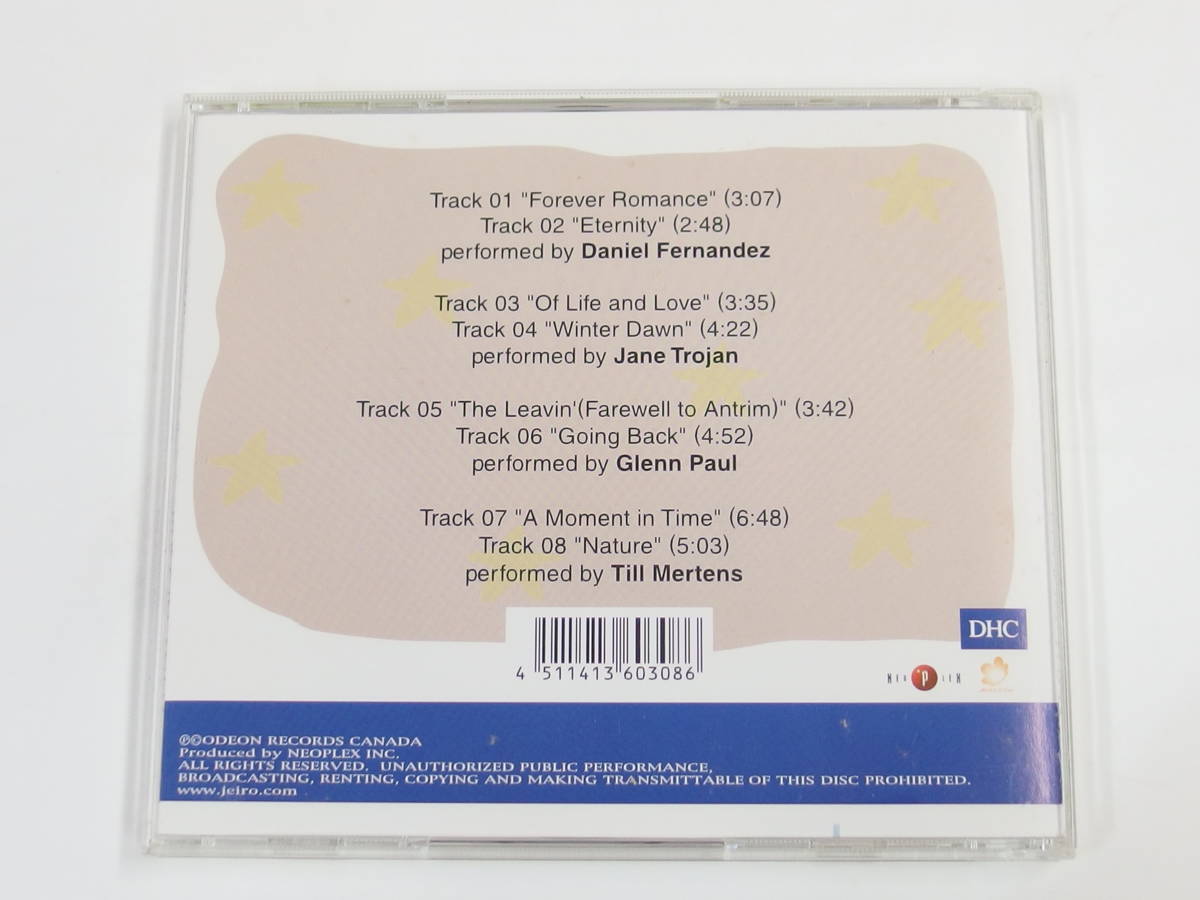 Track 01 "Forever Romance" (3:07)
Track 02 "Eternity" (2:48)
performed by Daniel Fernandez
Track 03 "Of Life and Love" (3:35)
Track 04 "Winter Dawn" (4:22)
performed by Jane Trojan
Track 05 "The Leavin'(Farewell to Antrim)" (3:42)
Track 06 "Going Back" (4:52)
performed by Glenn Paul
Track 07 "A Moment in Time" (6:48)
Track 08 "Nature" (5:03)
performed by Till Mertens
4 511413 603086
DHC
NEOPLEX
℗©ODEON RECORDS CANADA
Produced by NEOPLEX INC.
ALL RIGHTS RESERVED. UNAUTHORIZED PUBLIC PERFORMANCE,
BROADCASTING, RENTING, COPYING AND MAKING TRANSMITTABLE OF THIS DISC PROHIBITED.
www.jeiro.com